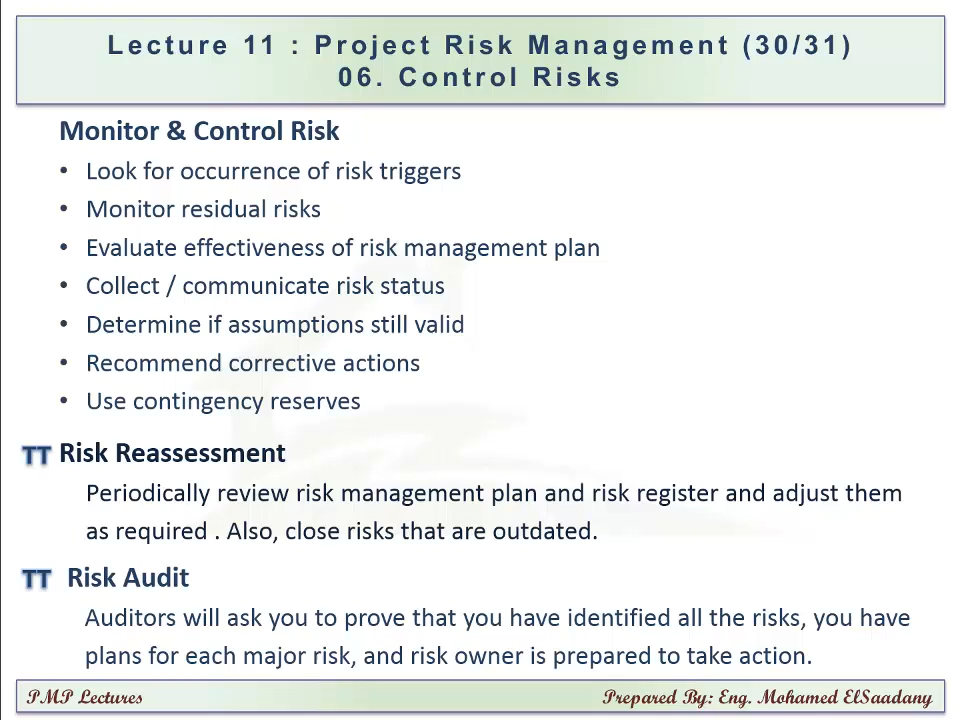 Lecture 11 : Project Risk Management (30/31)
06. Control Risks
Monitor & Control Risk
• Look for occurrence of risk triggers
• Monitor residual risks
• Evaluate effectiveness of risk management plan
• Collect / communicate risk status
• Determine if assumptions still valid
• Recommend corrective actions
• Use contingency reserves
TT Risk Reassessment
Periodically review risk management plan and risk register and adjust them
as required . Also, close risks that are outdated.
TT Risk Audit
Auditors will ask you to prove that you have identified all the risks, you have
plans for each major risk, and risk owner is prepared to take action.
PMP Lectures Prepared By: Eng. Mohamed ElSaadany